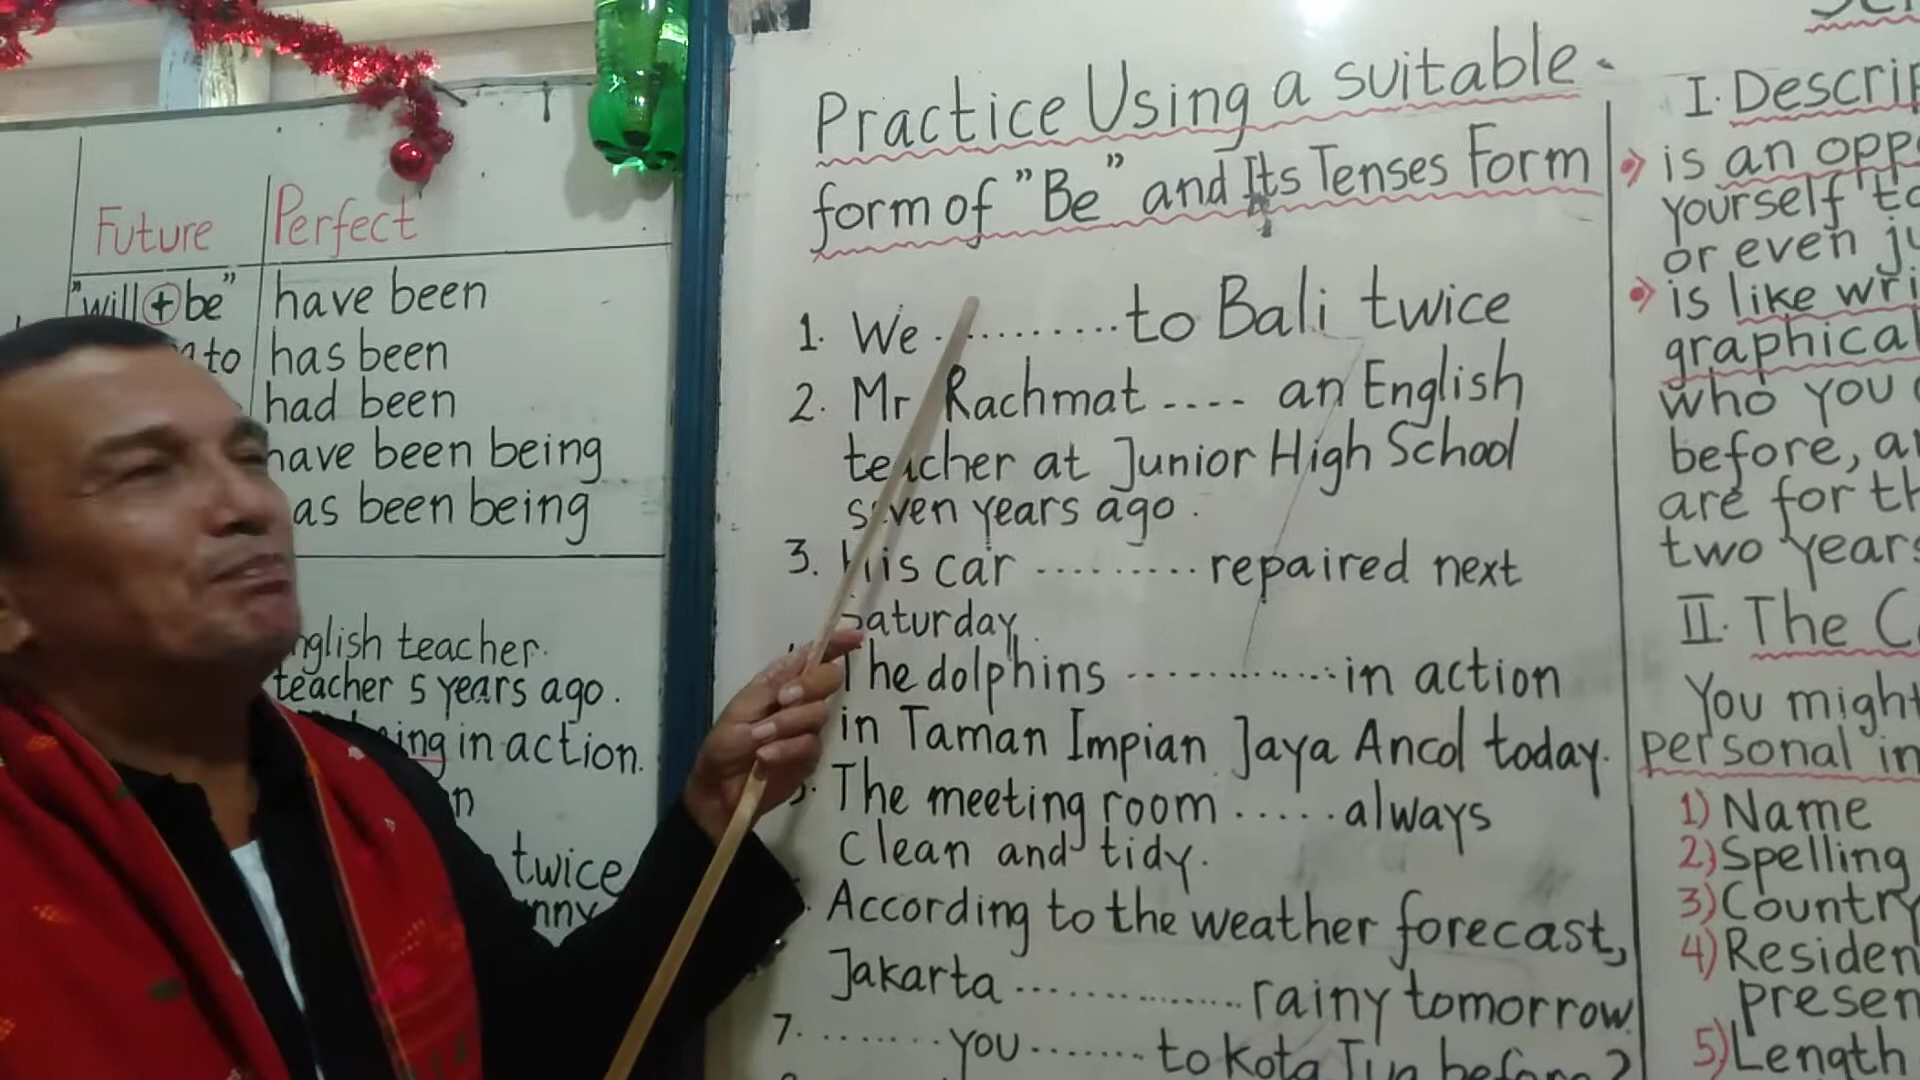 Future
Perfect
"will + be"
have been
to
has been
had been
have been being
as been being
nglish teacher.
teacher 5 years ago.
ing in action.
twice
nny
Practice Using a suitable
form of "Be" and Its Tenses Form
1. We .......... to Bali twice
2. Mr Rachmat .... an English
teacher at Junior High School
seven years ago.
3. His car ......... repaired next
Saturday.
The dolphins ............ in action
in Taman Impian Jaya Ancol today.
The meeting room ..... always
Clean and tidy.
According to the weather forecast,
Jakarta .............. rainy tomorrow
7. ........ you ....... to Kota Tua before?
I. Descrip
is an opp
yourself to
or even ju
is like wri
graphical
who you
before, a
are for th
two years
II. The C
You might
personal in
1) Name
2) Spelling
3) Country
4) Residen
presen
5) Length